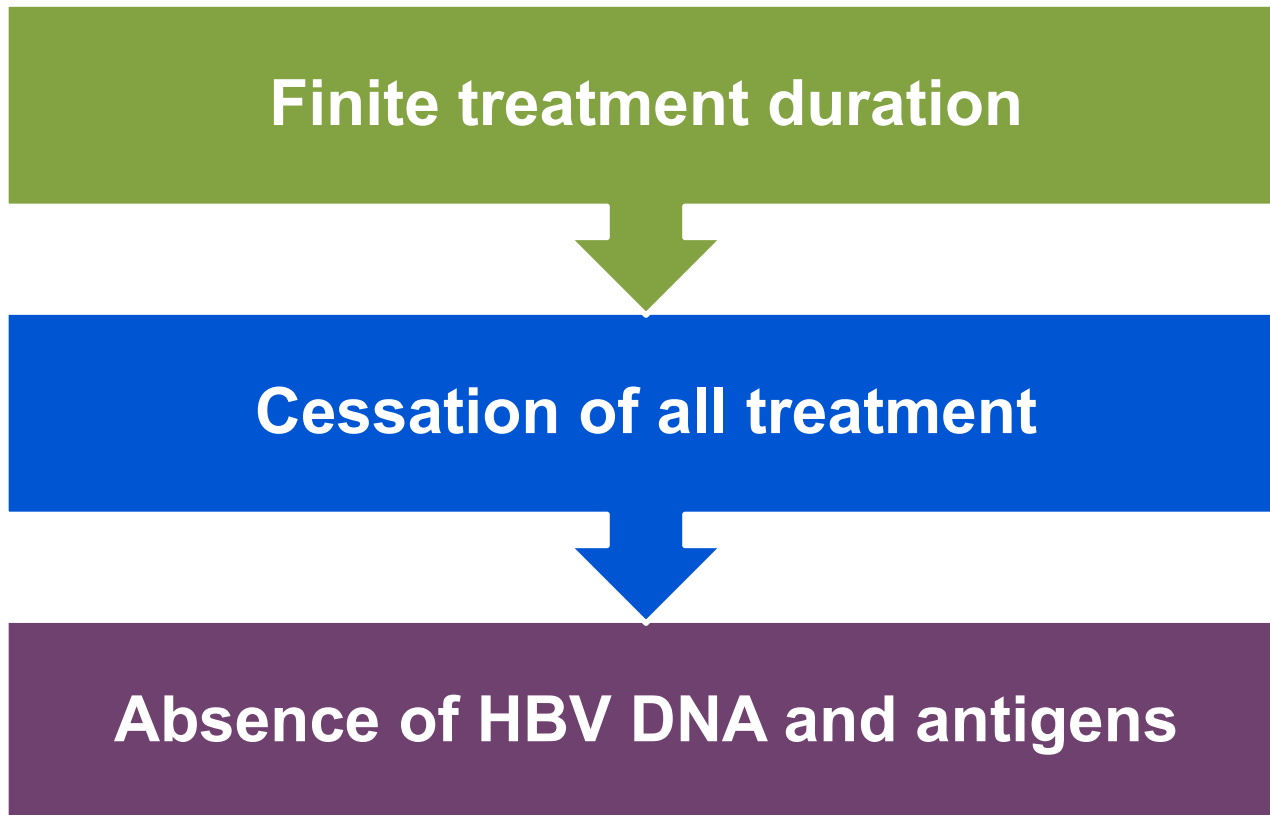 Finite treatment duration
Cessation of all treatment
Absence of HBV DNA and antigens